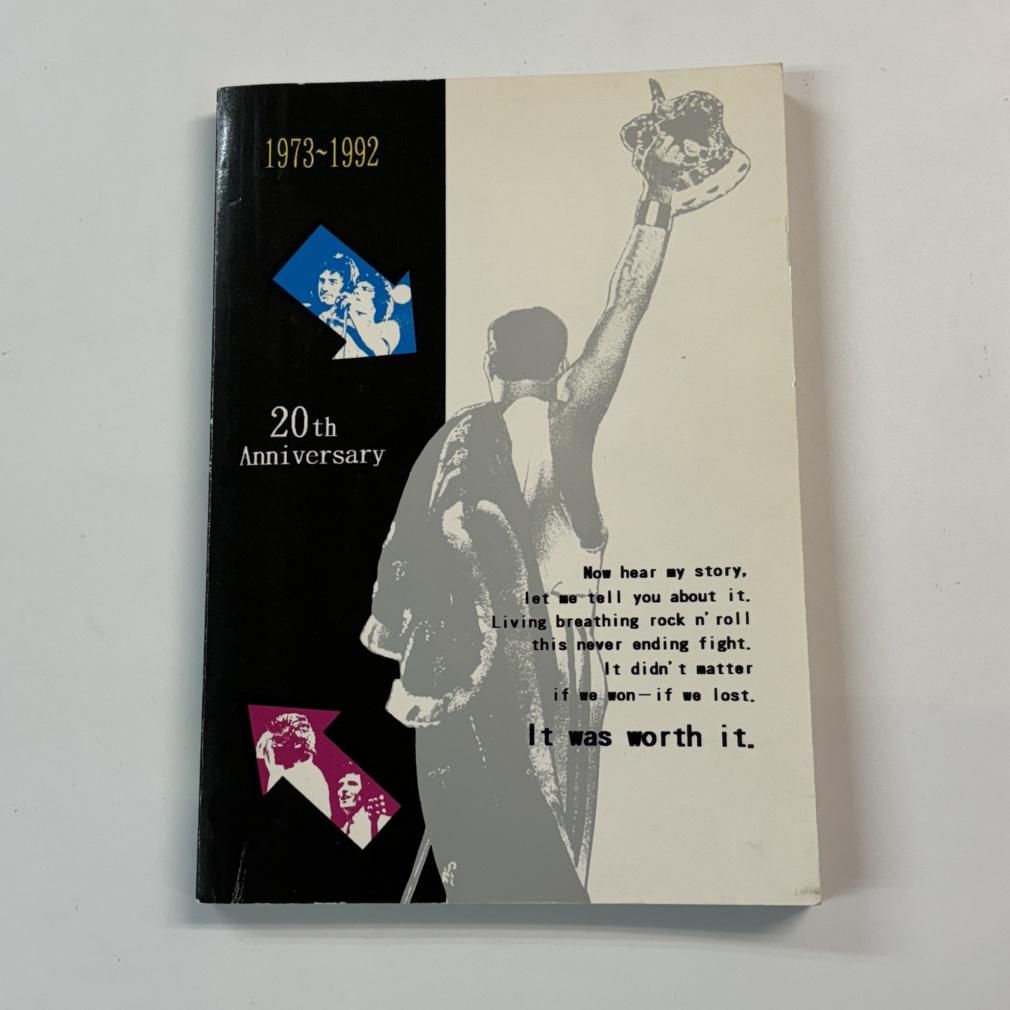 1973~1992
20th
Anniversary
Now hear my story,
let me tell you about it.
Living breathing rock n' roll
this never ending fight.
It didn't matter
if we won—if we lost.
It was worth it.